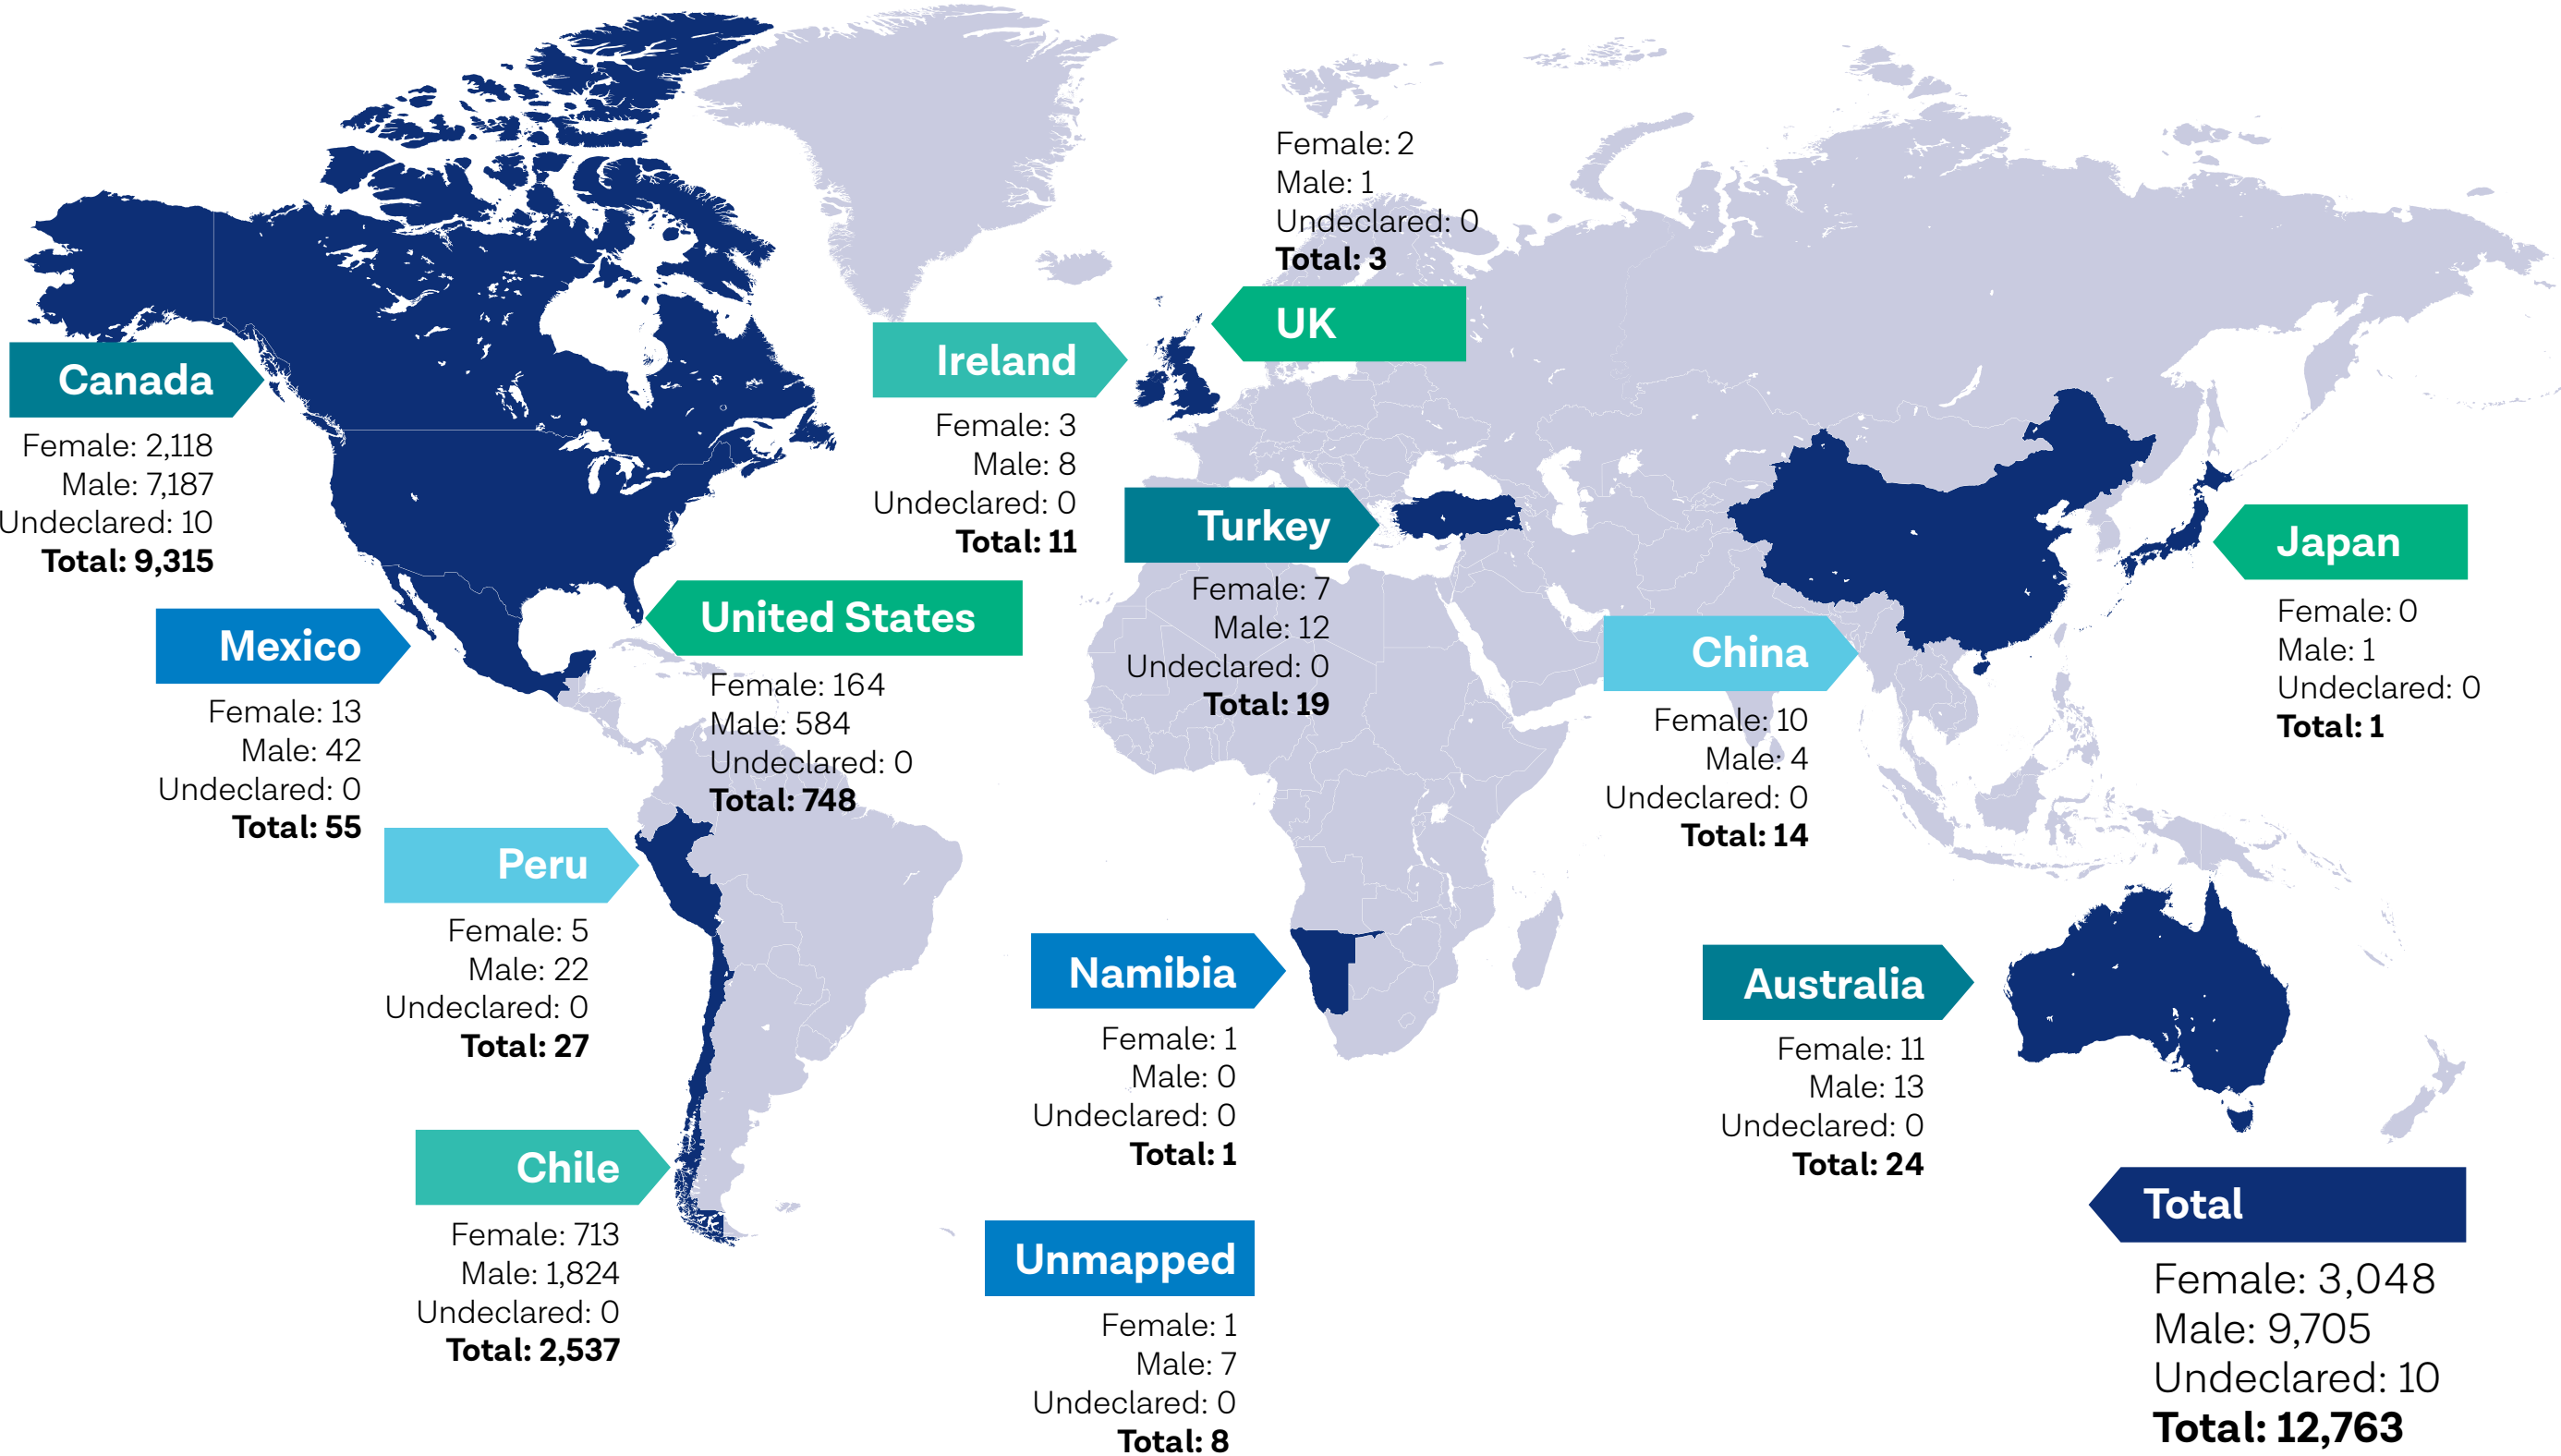 Canada
Female: 2,118
Male: 7,187
Undeclared: 10
Total: 9,315
Mexico
Female: 13
Male: 42
Undeclared: 0
Total: 55
United States
Female: 164
Male: 584
Undeclared: 0
Total: 748
Peru
Female: 5
Male: 22
Undeclared: 0
Total: 27
Chile
Female: 713
Male: 1,824
Undeclared: 0
Total: 2,537
Ireland
Female: 3
Male: 8
Undeclared: 0
Total: 11
Female: 2
Male: 1
Undeclared: 0
Total: 3
UK
Turkey
Female: 7
Male: 12
Undeclared: 0
Total: 19
Namibia
Female: 1
Male: 0
Undeclared: 0
Total: 1
Unmapped
Female: 1
Male: 7
Undeclared: 0
Total: 8
China
Female: 10
Male: 4
Undeclared: 0
Total: 14
Japan
Female: 0
Male: 1
Undeclared: 0
Total: 1
Australia
Female: 11
Male: 13
Undeclared: 0
Total: 24
Total
Female: 3,048
Male: 9,705
Undeclared: 10
Total: 12,763